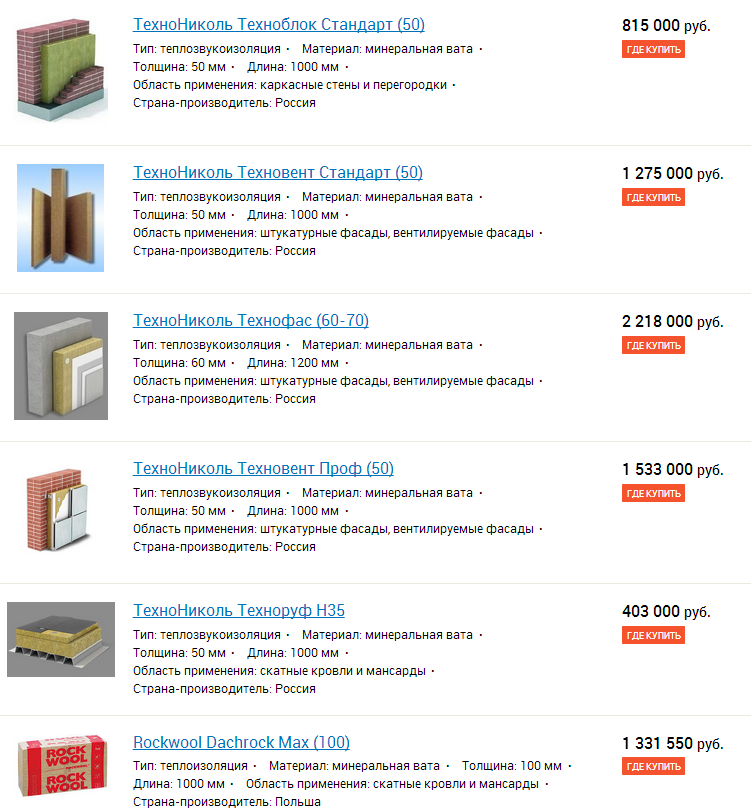 ТехноНиколь Техноблок Стандарт (50)
815 000 руб.
Тип: теплозвукоизоляция · Материал: минеральная вата ·
ГДЕ КУПИТЬ
Толщина: 50 мм · Длина: 1000 мм ·
Область применения: каркасные стены и перегородки ·
Страна-производитель: Россия
ТехноНиколь Техновент Стандарт (50)
1 275 000 руб.
Тип: теплозвукоизоляция · Материал: минеральная вата ·
ГДЕ КУПИТЬ
Толщина: 50 мм · Длина: 1000 мм ·
Область применения: штукатурные фасады, вентилируемые фасады ·
Страна-производитель: Россия
ТехноНиколь Технофас (60-70)
2 218 000 руб.
Тип: теплозвукоизоляция · Материал: минеральная вата ·
ГДЕ КУПИТЬ
Толщина: 60 мм · Длина: 1200 мм ·
Область применения: штукатурные фасады, вентилируемые фасады ·
Страна-производитель: Россия
ТехноНиколь Техновент Проф (50)
1 533 000 руб.
Тип: теплозвукоизоляция · Материал: минеральная вата ·
ГДЕ КУПИТЬ
Толщина: 50 мм · Длина: 1000 мм ·
Область применения: штукатурные фасады, вентилируемые фасады ·
Страна-производитель: Россия
ТехноНиколь Техноруф Н35
403 000 руб.
Тип: теплозвукоизоляция · Материал: минеральная вата ·
ГДЕ КУПИТЬ
Толщина: 50 мм · Длина: 1000 мм ·
Область применения: скатные кровли и мансарды ·
Страна-производитель: Россия
ROCK
WOOL
ROCK
WOOL
Rockwool Dachrock Max (100)
1 331 550 руб.
Тип: теплоизоляция · Материал: минеральная вата · Толщина: 100 мм ·
ГДЕ КУПИТЬ
Длина: 1000 мм · Область применения: скатные кровли и мансарды ·
Страна-производитель: Польша